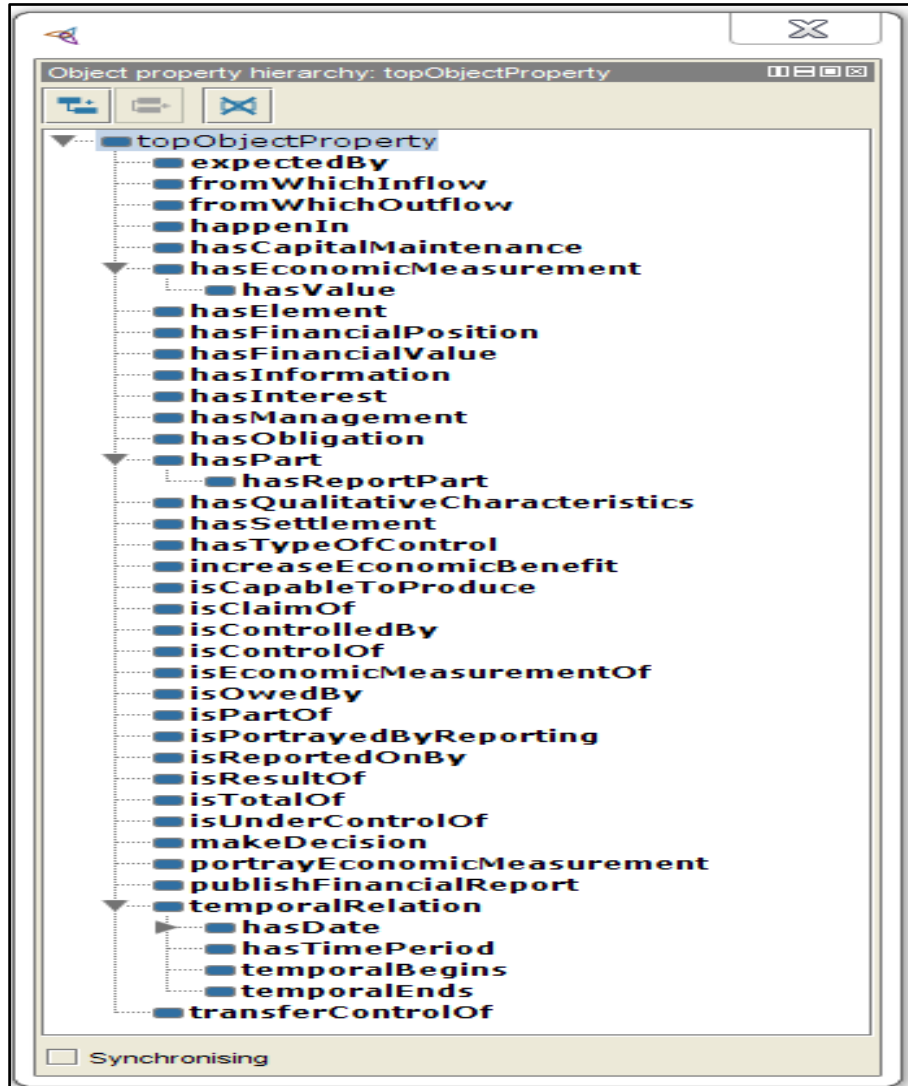 Object property hierarchy: topObjectProperty
topObjectProperty
expectedBy
fromWhichInflow
fromWhichOutflow
happenIn
hasCapitalMaintenance
hasEconomicMeasurement
hasValue
hasElement
hasFinancialPosition
hasFinancialValue
hasInformation
hasInterest
hasManagement
hasObligation
hasPart
hasReportPart
hasQualitativeCharacteristics
hasSettlement
hasTypeOfControl
increaseEconomicBenefit
isCapableToProduce
isClaimOf
isControlledBy
isControlOf
isEconomicMeasurementOf
isOwedBy
isPartOf
isPortrayedByReporting
isReportedOnBy
isResultOf
isTotalOf
isUnderControlOf
makeDecision
portrayEconomicMeasurement
publishFinancialReport
temporalRelation
hasDate
hasTimePeriod
temporalBegins
temporalEnds
transferControlOf
Synchronising